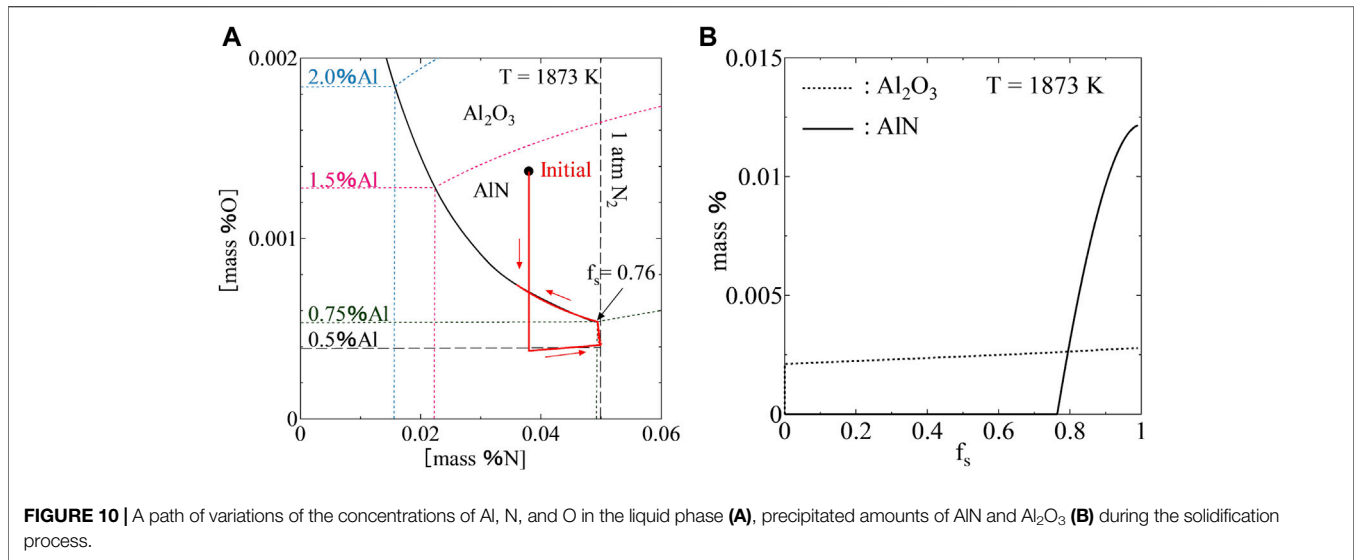 A
0.002
2.0%Al
T = 1873 K
Al₂O₃
1 atm N₂
1.5%Al
Initial
AlN
[mass %O]
0.001
fₛ= 0.76
0.75%Al
0.5%Al
0
0
0.02
0.04
0.06
[mass %N]
B
0.015
: Al₂O₃
T = 1873 K
: AlN
0.01
mass %
0.005
0
0
0.2
0.4
0.6
0.8
1
fₛ
FIGURE 10 | A path of variations of the concentrations of Al, N, and O in the liquid phase (A), precipitated amounts of AlN and Al₂O₃ (B) during the solidification
process.